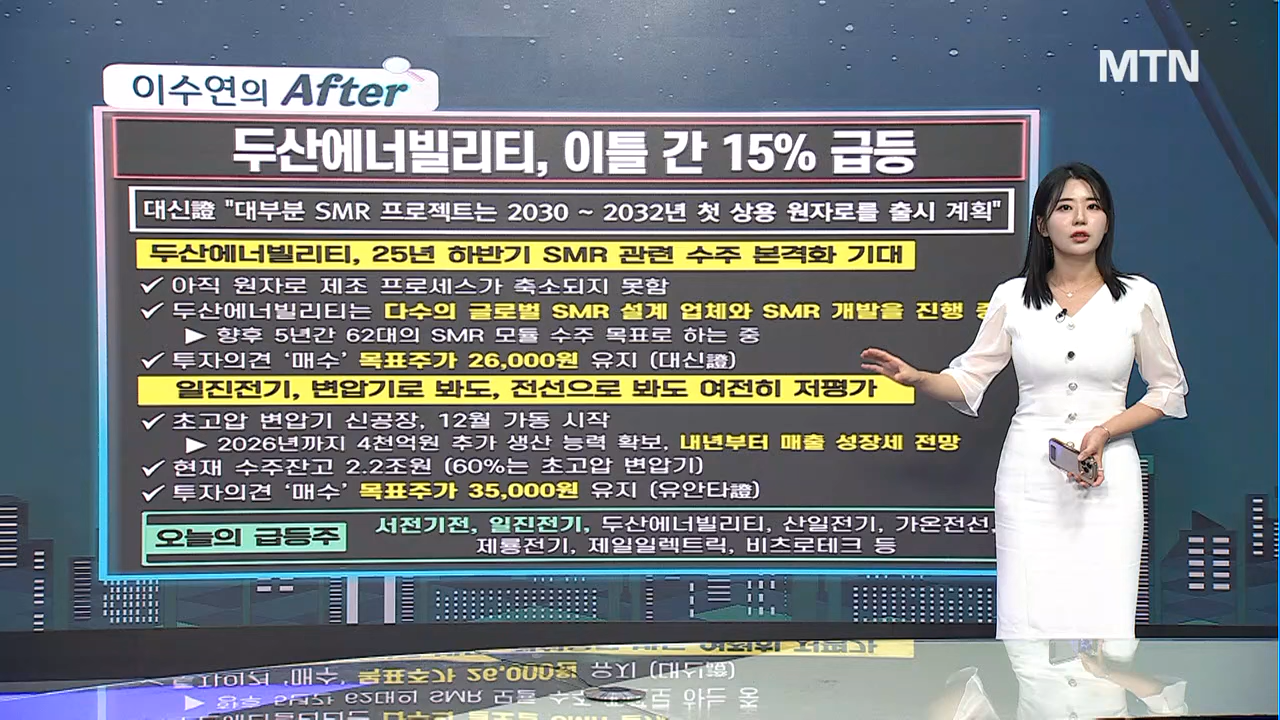 MTN
이수연의 After
두산에너빌리티, 이틀 간 15% 급등
대신證 "대부분 SMR 프로젝트는 2030 ~ 2032년 첫 상용 원자로를 출시 계획"
두산에너빌리티, 25년 하반기 SMR 관련 수주 본격화 기대
✓ 아직 원자로 제조 프로세스가 축소되지 못함
✓ 두산에너빌리티는 다수의 글로벌 SMR 설계 업체와 SMR 개발을 진행 중
▶ 향후 5년간 62대의 SMR 모듈 수주 목표로 하는 중
✓ 투자의견 ‘매수’ 목표주가 26,000원 유지 (대신證)
일진전기, 변압기로 봐도, 전선으로 봐도 여전히 저평가
✓ 초고압 변압기 신공장, 12월 가동 시작
▶ 2026년까지 4천억원 추가 생산 능력 확보, 내년부터 매출 성장세 전망
✓ 현재 수주잔고 2.2조원 (60%는 초고압 변압기)
✓ 투자의견 ‘매수’ 목표주가 35,000원 유지 (유안타證)
오늘의 급등주
서전기전, 일진전기, 두산에너빌리티, 산일전기, 가온전선,
제룡전기, 제일일렉트릭, 비츠로테크 등